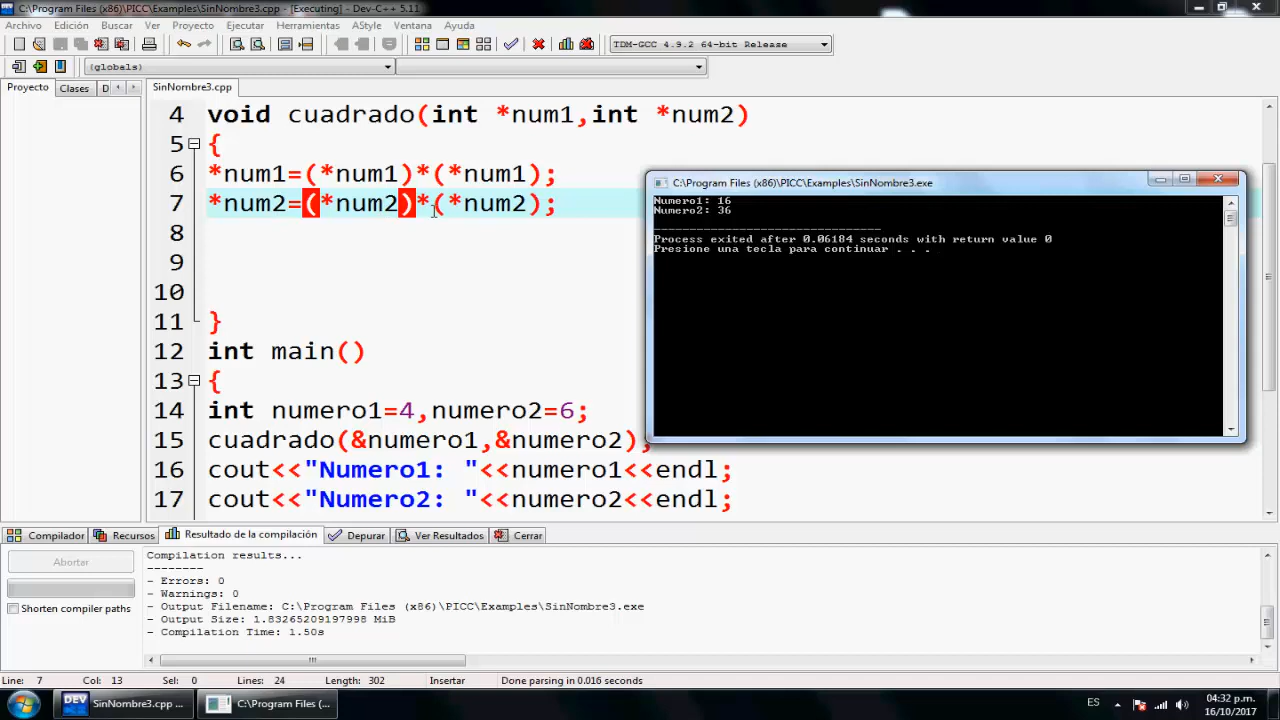 C:\Program Files (x86)\PICC\Examples\SinNombre3.cpp - [Executing] - Dev-C++ 5.11
Archivo Edición Buscar Ver Proyecto Ejecutar Herramientas AStyle Ventana Ayuda
TDM-GCC 4.9.2 64-bit Release
(globals)
Proyecto Clases D
SinNombre3.cpp
4 void cuadrado(int *num1,int *num2)
5 {
6 *num1=(*num1)*(*num1);
7 *num2=(*num2)*(*num2);
8
9
10
11 }
12 int main()
13 {
14 int numero1=4,numero2=6;
15 cuadrado(&numero1,&numero2);
16 cout<<"Numero1: "<<numero1<<endl;
17 cout<<"Numero2: "<<numero2<<endl;
C:\Program Files (x86)\PICC\Examples\SinNombre3.exe
Numero1: 16
Numero2: 36
--------------------------------
Process exited after 0.06184 seconds with return value 0
Presione una tecla para continuar . . .
Compilador Recursos Resultado de la compilación Depurar Ver Resultados Cerrar
Abortar
Shorten compiler paths
Compilation results...
--------
- Errors: 0
- Warnings: 0
- Output Filename: C:\Program Files (x86)\PICC\Examples\SinNombre3.exe
- Output Size: 1.83265209197998 MiB
- Compilation Time: 1.50s
Line: 7 Col: 13 Sel: 0 Lines: 24 Length: 302 Insertar Done parsing in 0.016 seconds
DEV SinNombre3.cpp ... C:\Program Files (... ES 04:32 p.m.
16/10/2017